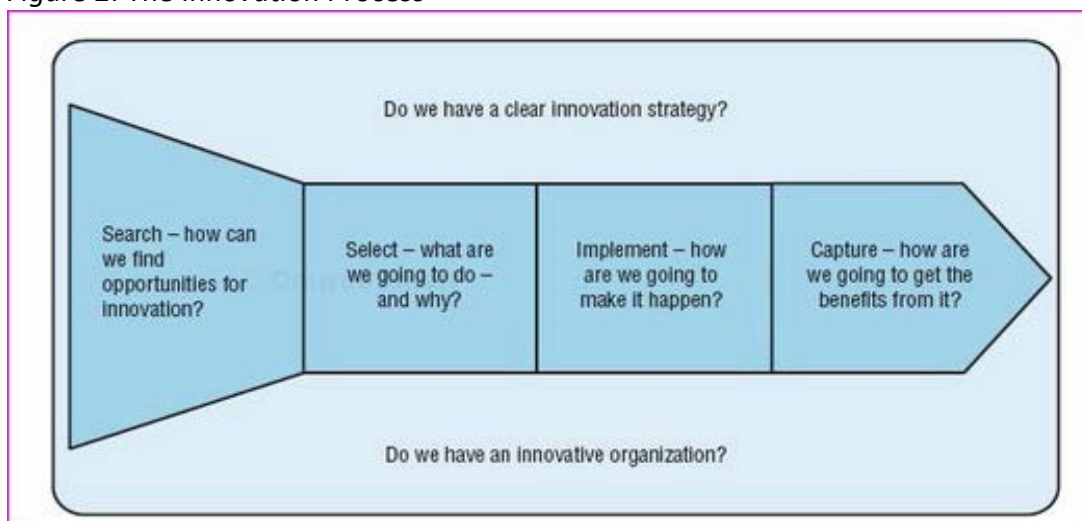 Figure 2: The Innovation Process
Do we have a clear innovation strategy?
Search – how can
we find
opportunities for
innovation?
Select – what are
we going to do –
and why?
Implement – how
are we going to
make it happen?
Capture – how are
we going to get the
benefits from it?
Do we have an innovative organization?